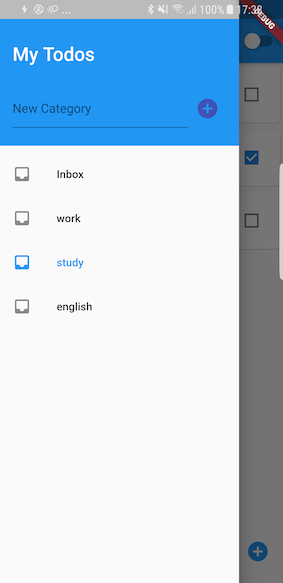 100% 17:38
DEBUG
My Todos
New Category
Inbox
work
study
english